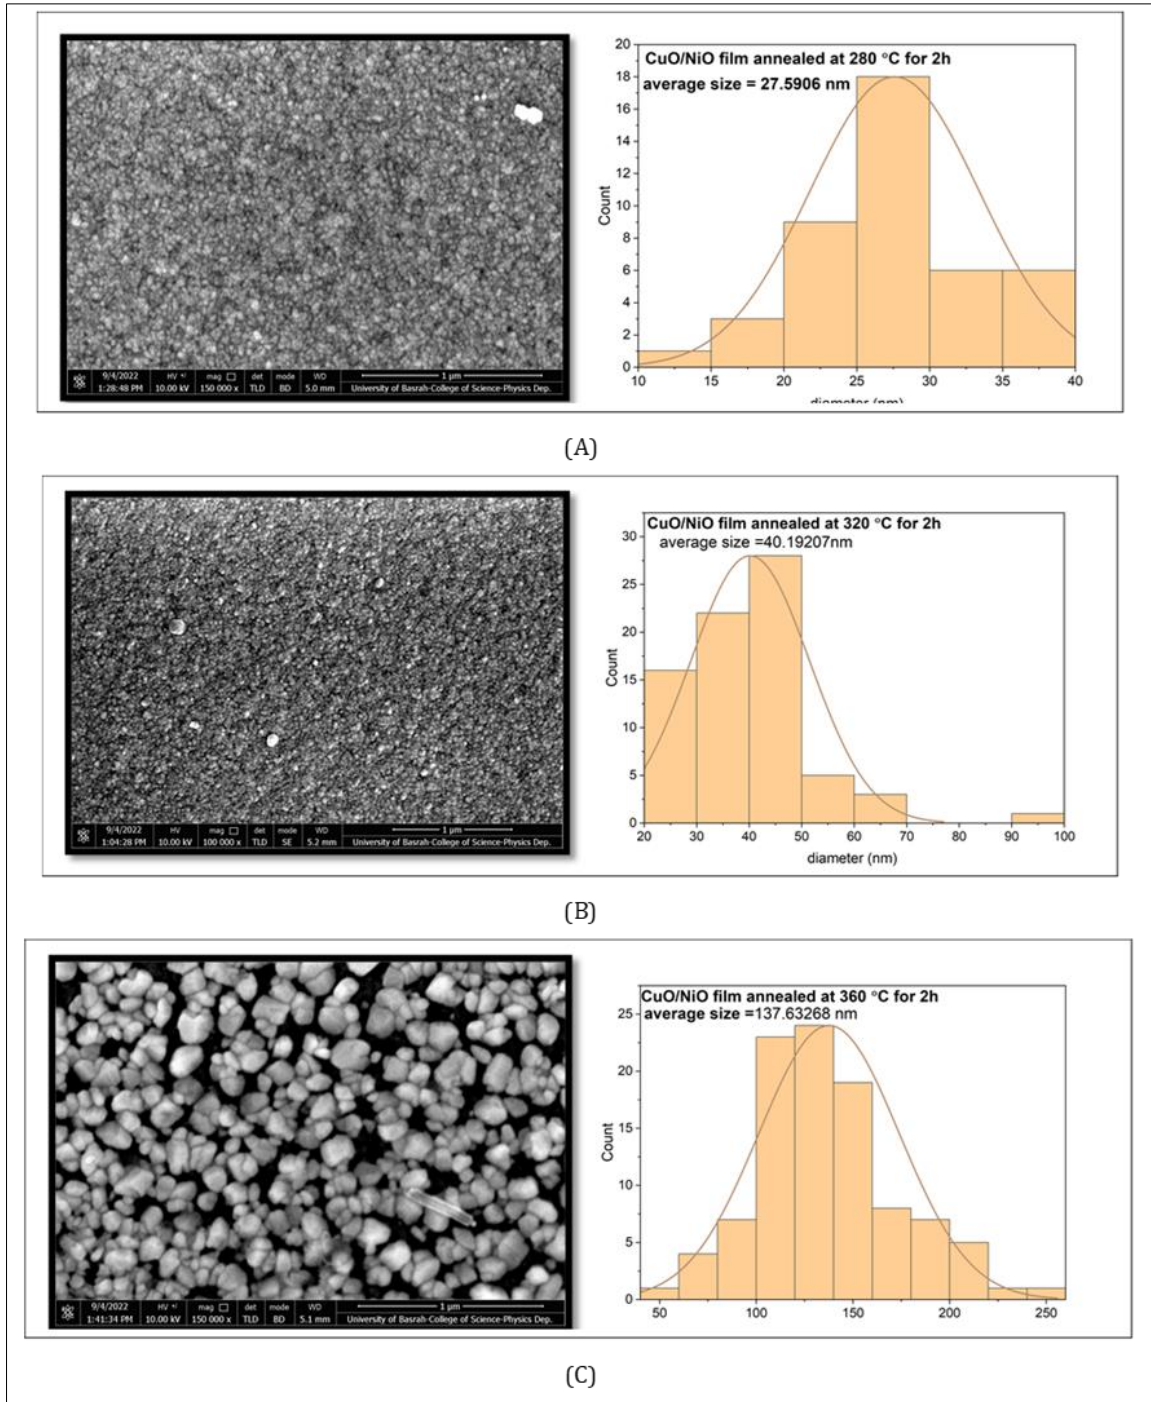 CuO/NiO film annealed at 280 °C for 2h
average size = 27.5906 nm
20
18
16
14
12
10
8
6
4
2
0
Count
10 15 20 25 30 35 40
diameter (nm)
9/4/2022 HV mag det mode WD 1 µm
1:28:48 PM 10.00 kV 150 000 x TLD BD 5.0 mm University of Basrah-College of Science-Physics Dep.
(A)
CuO/NiO film annealed at 320 °C for 2h
average size =40.19207nm
30
25
20
15
10
5
0
Count
20 30 40 50 60 70 80 90 100
diameter (nm)
9/4/2022 HV mag det mode WD 1 µm
1:04:28 PM 10.00 kV 100 000 x TLD SE 5.2 mm University of Basrah-College of Science-Physics Dep.
(B)
CuO/NiO film annealed at 360 °C for 2h
average size =137.63268 nm
25
20
15
10
5
0
Count
50 100 150 200 250
9/4/2022 HV mag det mode WD 1 µm
1:41:34 PM 10.00 kV 150 000 x TLD BD 5.1 mm University of Basrah-College of Science-Physics Dep.
(C)